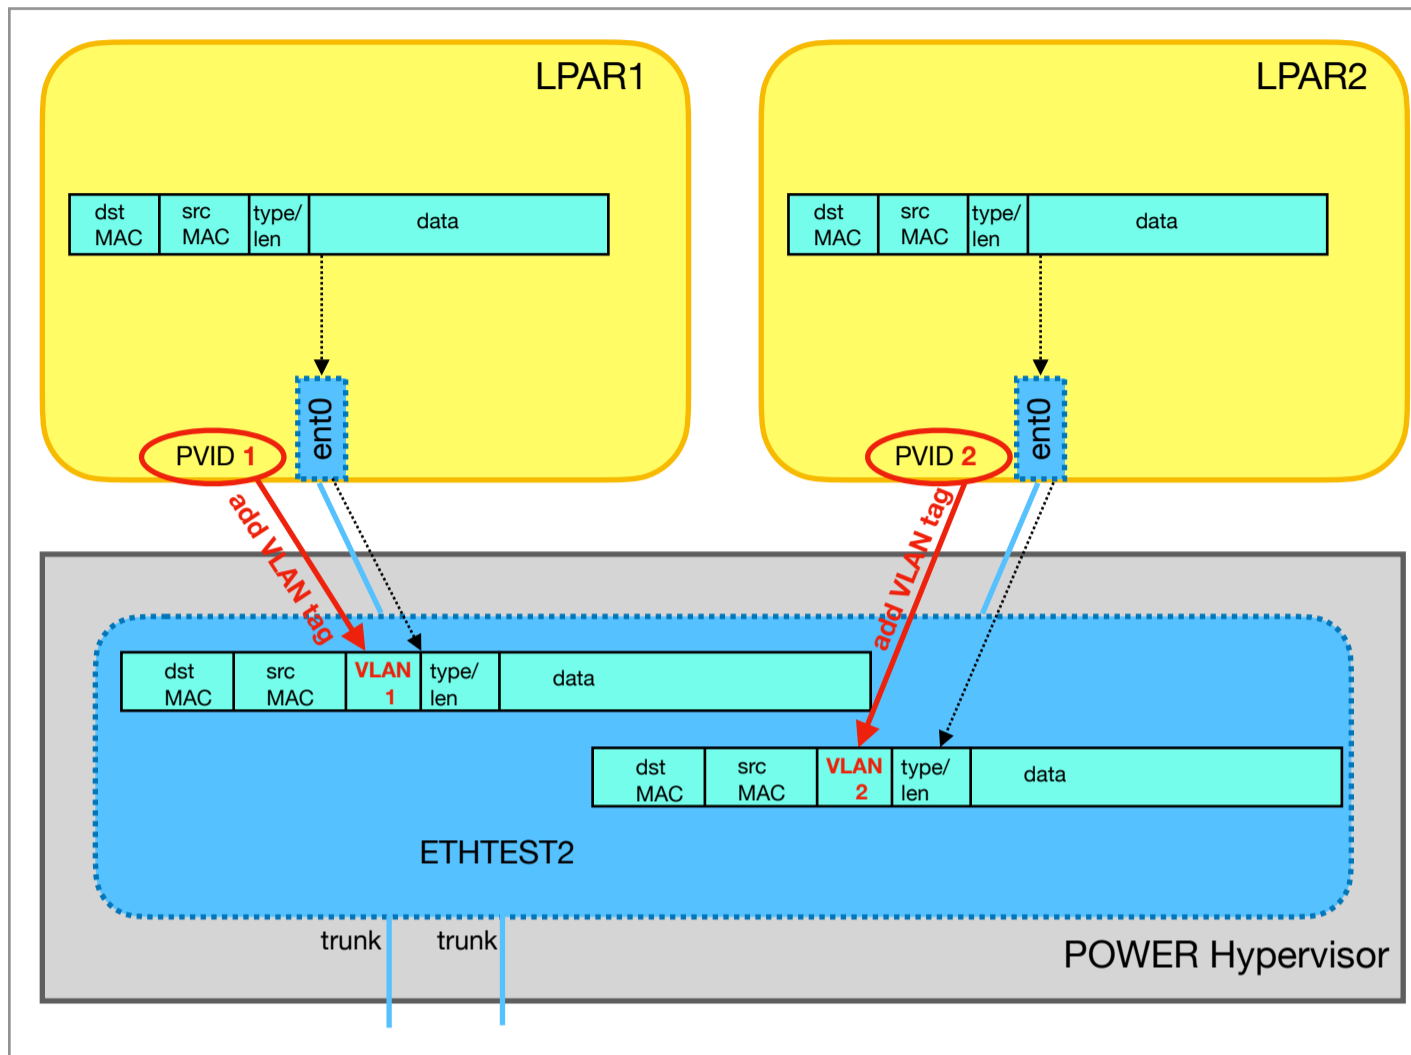 LPAR1
LPAR2
dst
MAC
src
MAC
type/
len
data
dst
MAC
src
MAC
type/
len
data
ent0
ent0
PVID 1
PVID 2
add VLAN tag
add VLAN tag
dst
MAC
src
MAC
VLAN
1
type/
len
data
dst
MAC
src
MAC
VLAN
2
type/
len
data
ETHTEST2
trunk
trunk
POWER Hypervisor